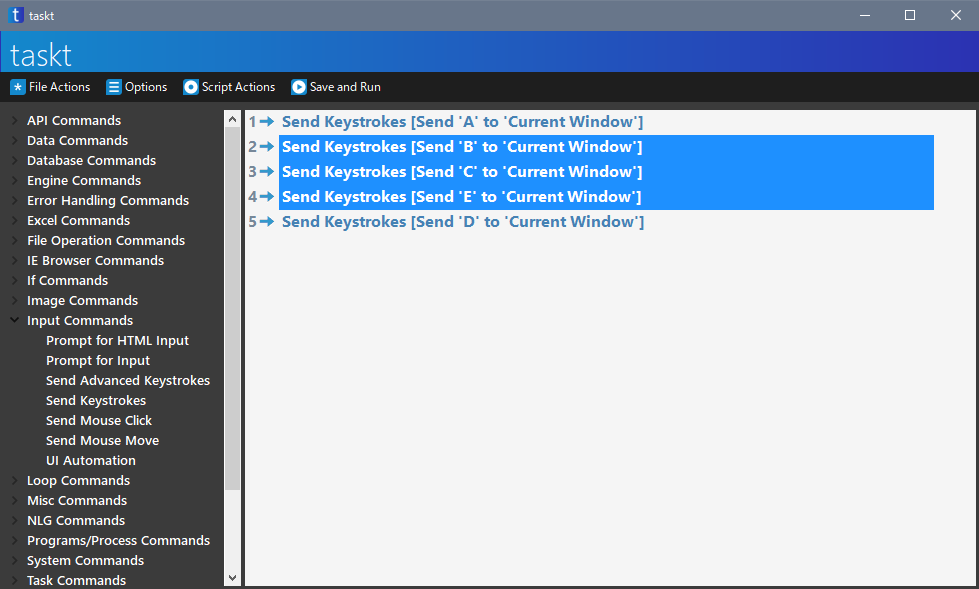 taskt
taskt
File Actions Options Script Actions Save and Run
API Commands
Data Commands
Database Commands
Engine Commands
Error Handling Commands
Excel Commands
File Operation Commands
IE Browser Commands
If Commands
Image Commands
Input Commands
Prompt for HTML Input
Prompt for Input
Send Advanced Keystrokes
Send Keystrokes
Send Mouse Click
Send Mouse Move
UI Automation
Loop Commands
Misc Commands
NLG Commands
Programs/Process Commands
System Commands
Task Commands
1 Send Keystrokes [Send 'A' to 'Current Window']
2 Send Keystrokes [Send 'B' to 'Current Window']
3 Send Keystrokes [Send 'C' to 'Current Window']
4 Send Keystrokes [Send 'E' to 'Current Window']
5 Send Keystrokes [Send 'D' to 'Current Window']